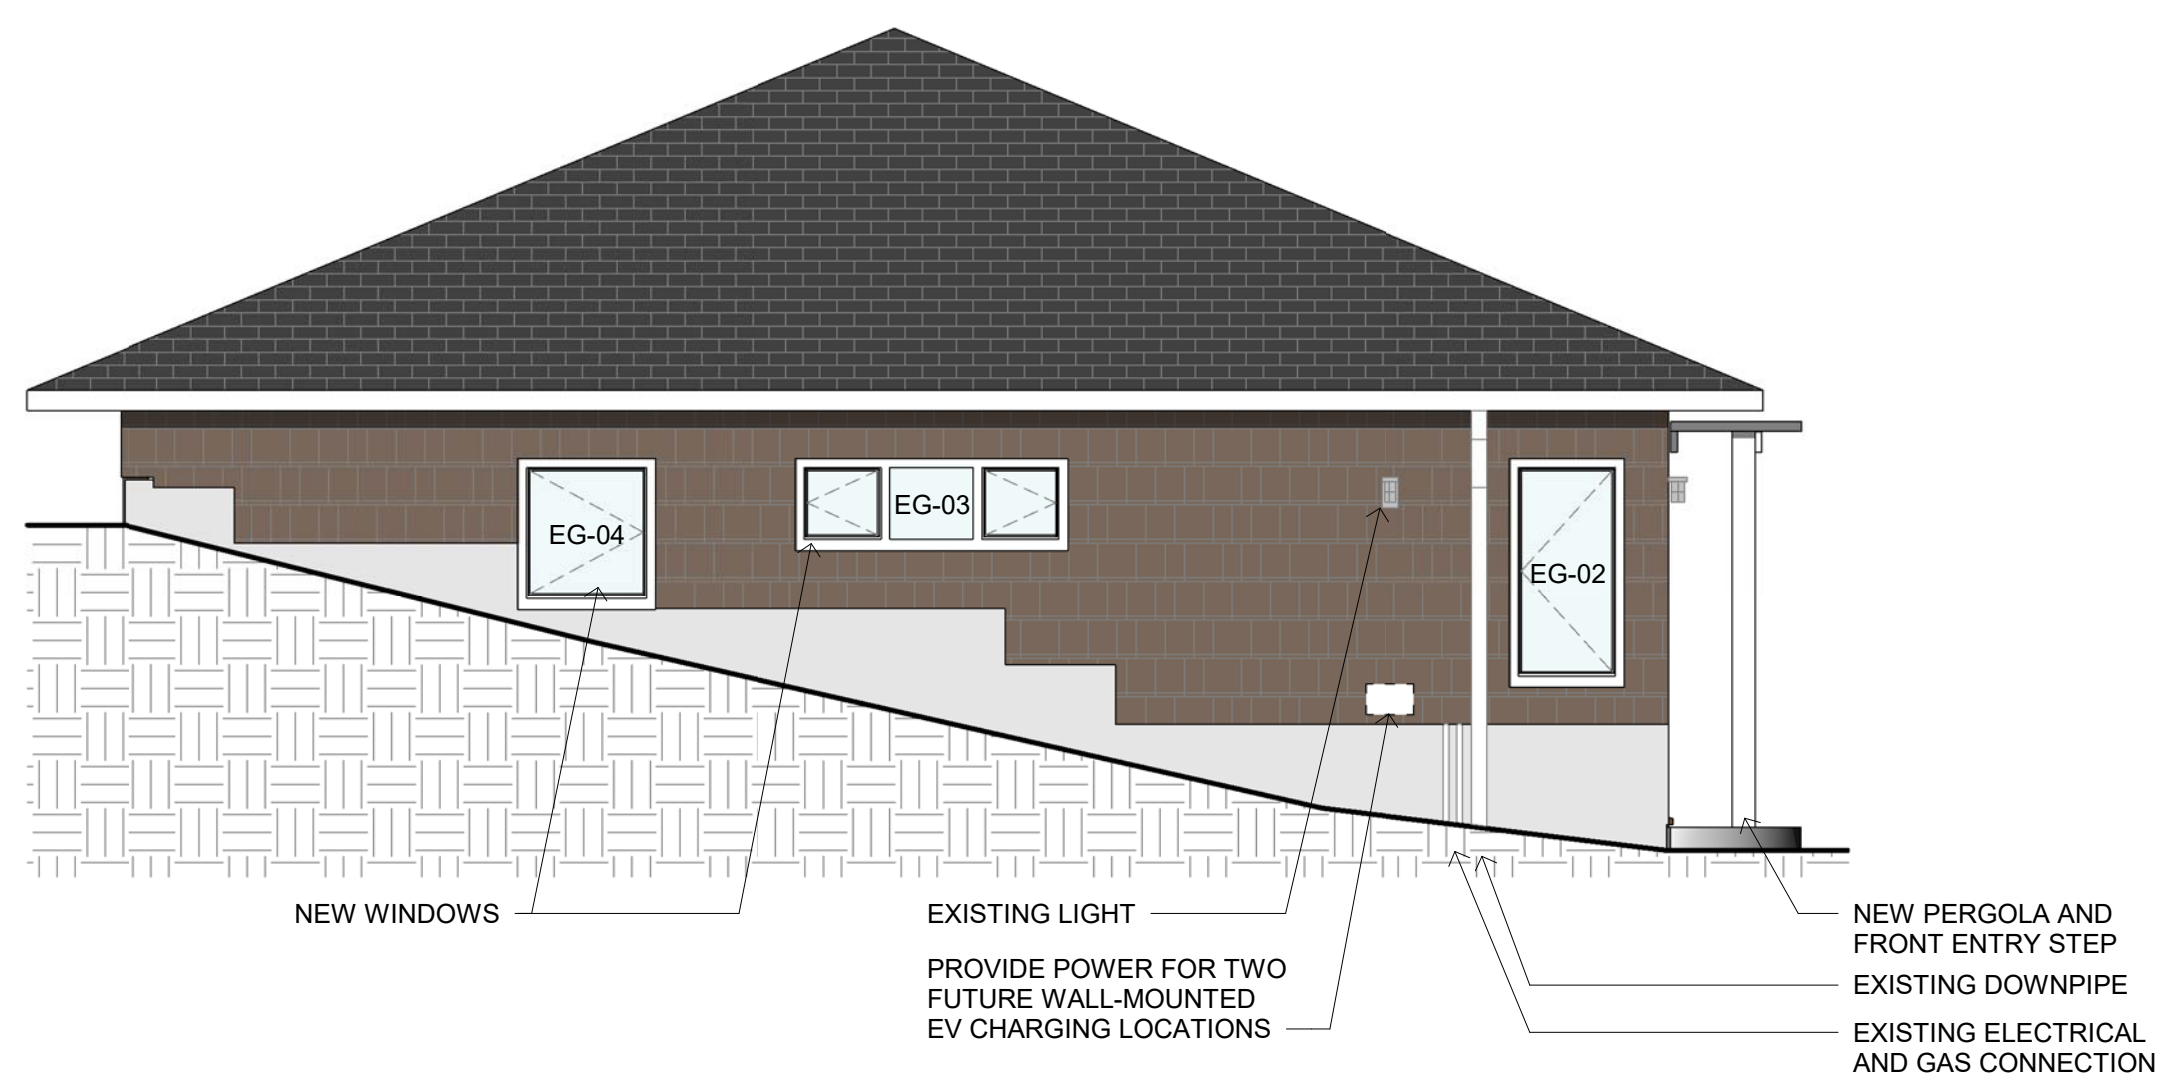 EG-04
EG-03
EG-02
NEW WINDOWS
EXISTING LIGHT
PROVIDE POWER FOR TWO
FUTURE WALL-MOUNTED
EV CHARGING LOCATIONS
NEW PERGOLA AND
FRONT ENTRY STEP
EXISTING DOWNPIPE
EXISTING ELECTRICAL
AND GAS CONNECTION